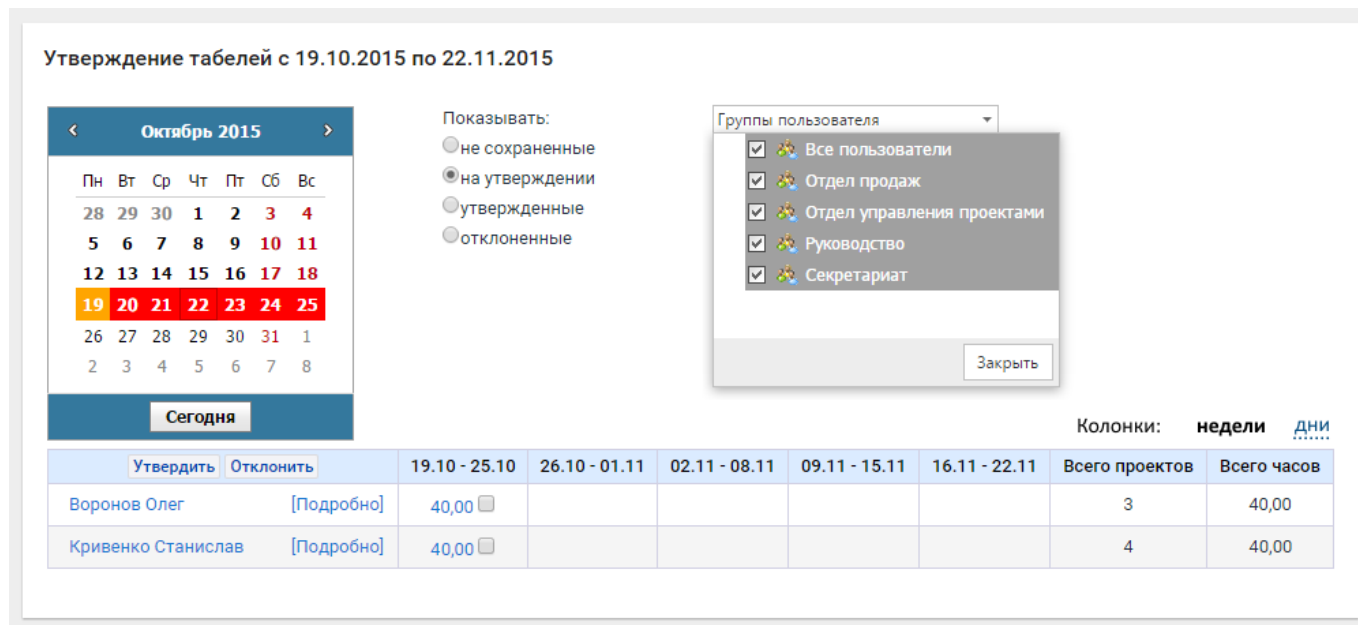 Утверждение табелей с 19.10.2015 по 22.11.2015
Октябрь 2015
Пн Вт Ср Чт Пт Сб Вс
28 29 30 1 2 3 4
5 6 7 8 9 10 11
12 13 14 15 16 17 18
19 20 21 22 23 24 25
26 27 28 29 30 31 1
2 3 4 5 6 7 8
Сегодня
Показывать:
не сохраненные
на утверждении
утвержденные
отклоненные
Группы пользователя
Все пользователи
Отдел продаж
Отдел управления проектами
Руководство
Секретариат
Закрыть
Колонки: недели дни
Утвердить Отклонить 19.10 - 25.10 26.10 - 01.11 02.11 - 08.11 09.11 - 15.11 16.11 - 22.11 Всего проектов Всего часов
Воронов Олег [Подробно] 40,00 3 40,00
Кривенко Станислав [Подробно] 40,00 4 40,00